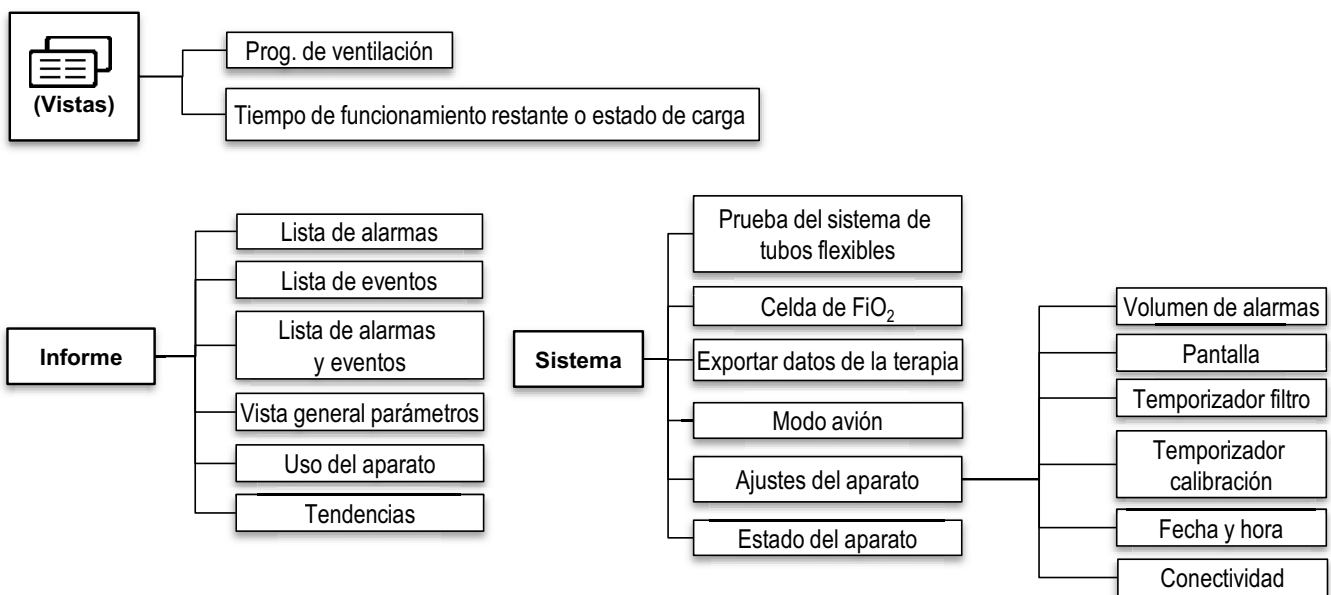 (Vistas)
Prog. de ventilación
Tiempo de funcionamiento restante o estado de carga
Informe
Lista de alarmas
Lista de eventos
Lista de alarmas
y eventos
Vista general parámetros
Uso del aparato
Tendencias
Sistema
Prueba del sistema de
tubos flexibles
Celda de FiO₂
Exportar datos de la terapia
Modo avión
Ajustes del aparato
Estado del aparato
Volumen de alarmas
Pantalla
Temporizador filtro
Temporizador
calibración
Fecha y hora
Conectividad